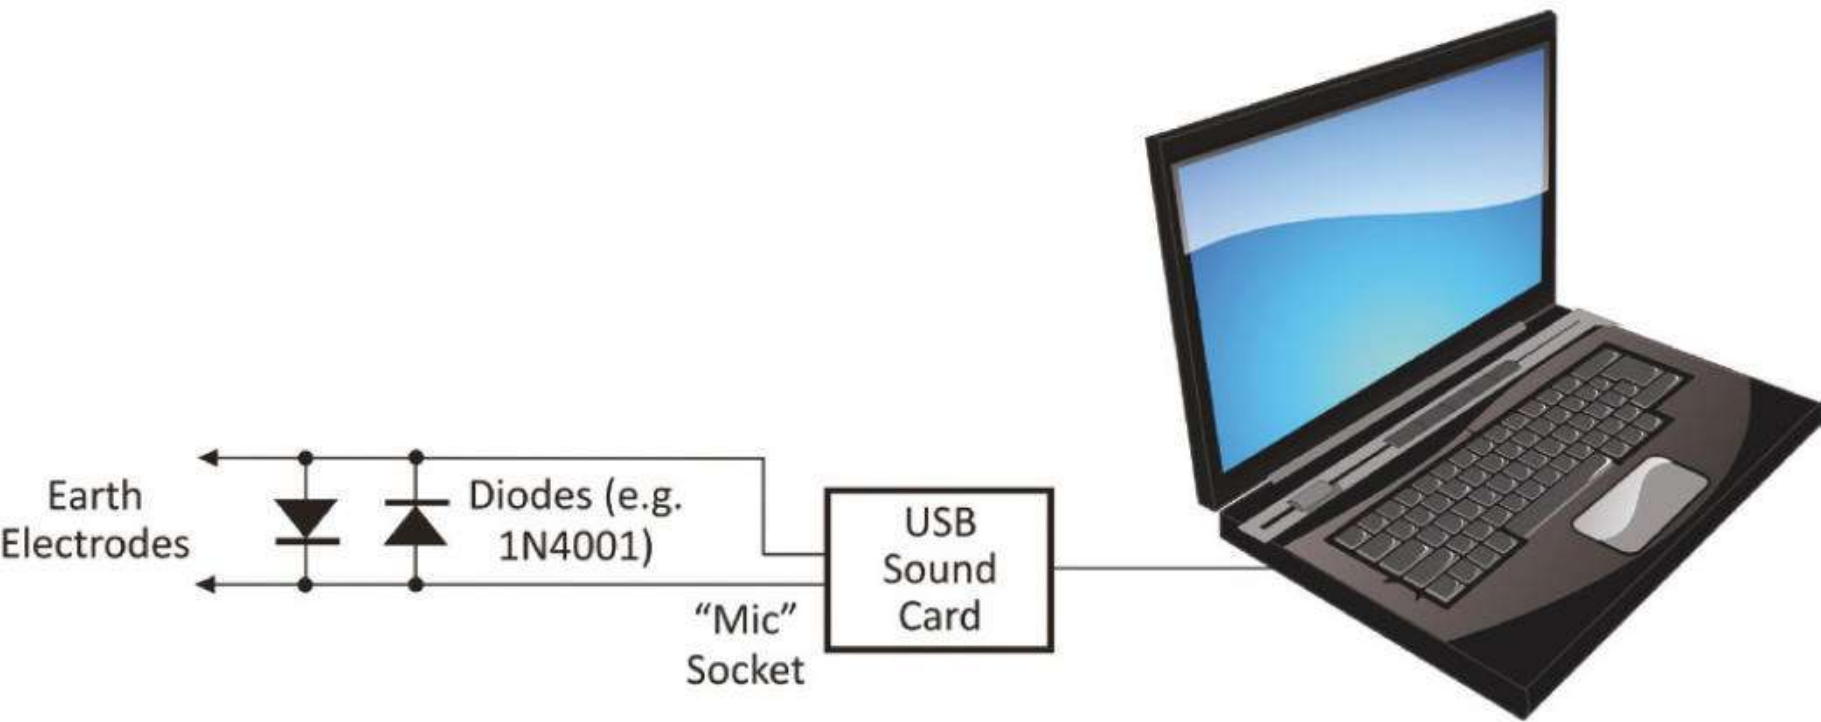 Earth
Electrodes
Diodes (e.g.
1N4001)
"Mic"
Socket
USB
Sound
Card